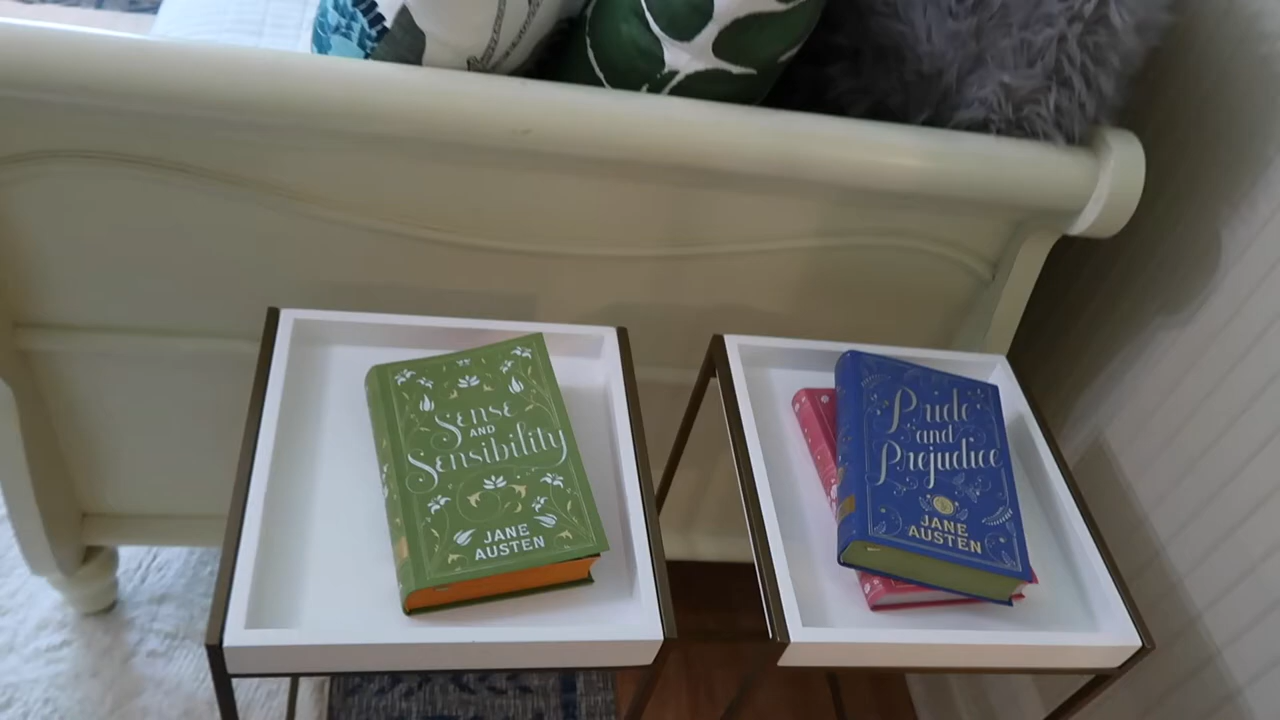 Sense
AND
Sensibility
JANE
AUSTEN
Pride
and
Prejudice
JANE
AUSTEN